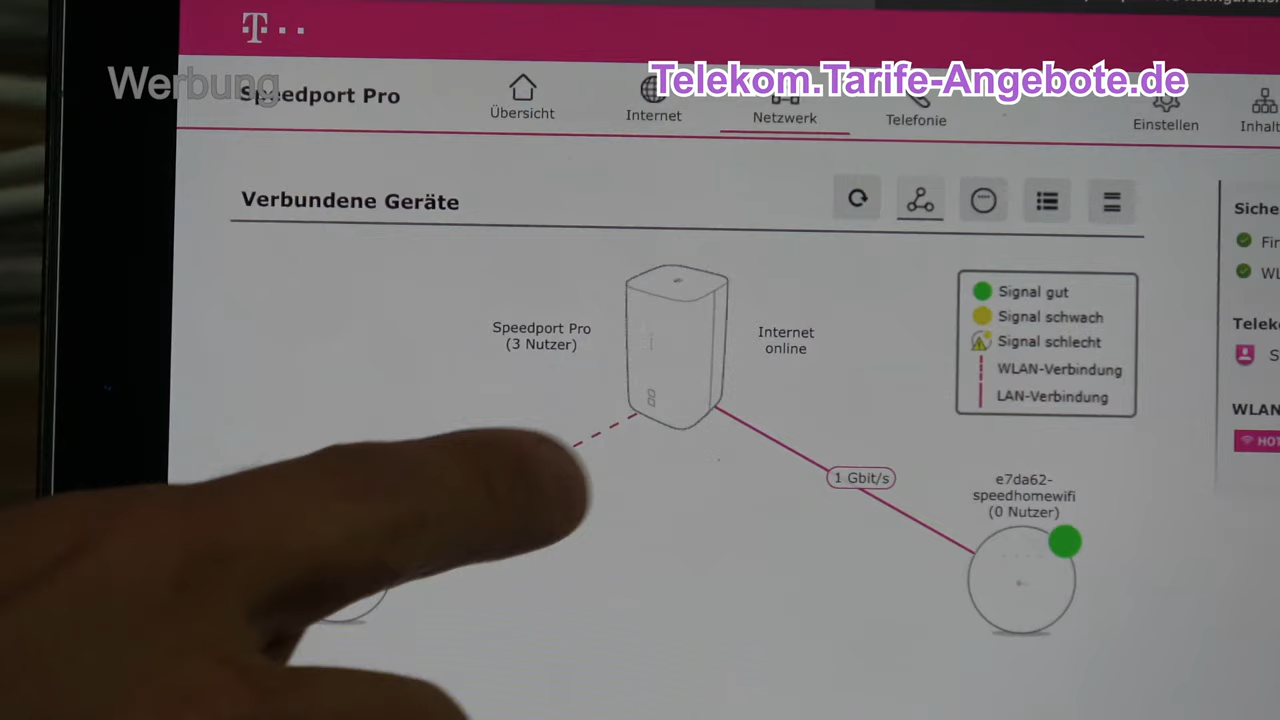 T
Werbung
Telekom.Tarife-Angebote.de
Speedport Pro
Übersicht
Internet
Netzwerk
Telefonie
Einstellen
Verbundene Geräte
Speedport Pro
(3 Nutzer)
Internet
online
Signal gut
Signal schwach
Signal schlecht
WLAN-Verbindung
LAN-Verbindung
1 Gbit/s
e7da62-
speedhomewifi
(0 Nutzer)
WLAN